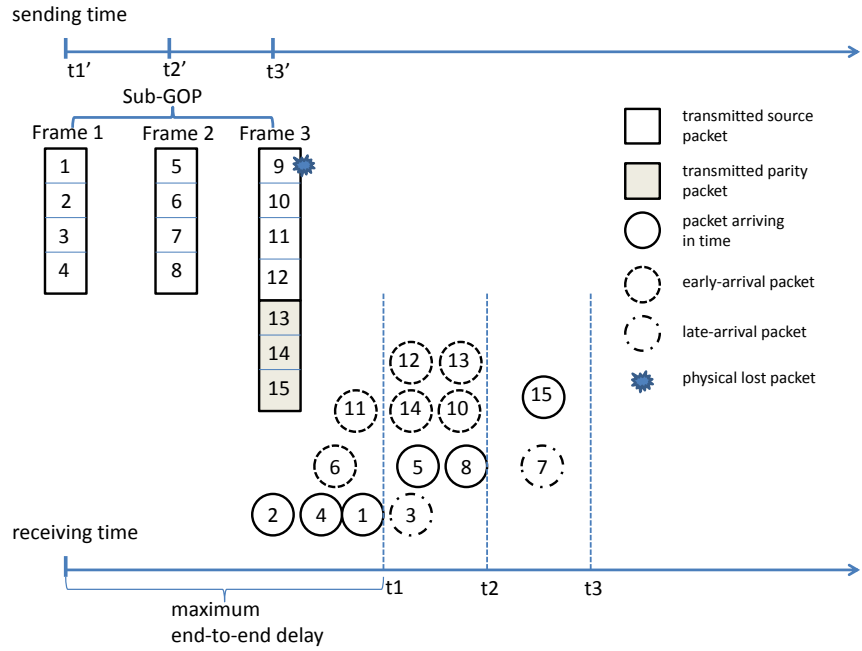 sending time
t1'
t2'
t3'
Sub-GOP
Frame 1
Frame 2
Frame 3
1
2
3
4
5
6
7
8
9
10
11
12
13
14
15
transmitted source
packet
transmitted parity
packet
packet arriving
in time
early-arrival packet
late-arrival packet
physical lost packet
12
13
11
14
10
15
6
5
8
7
2
4
1
3
receiving time
t1
t2
t3
maximum
end-to-end delay